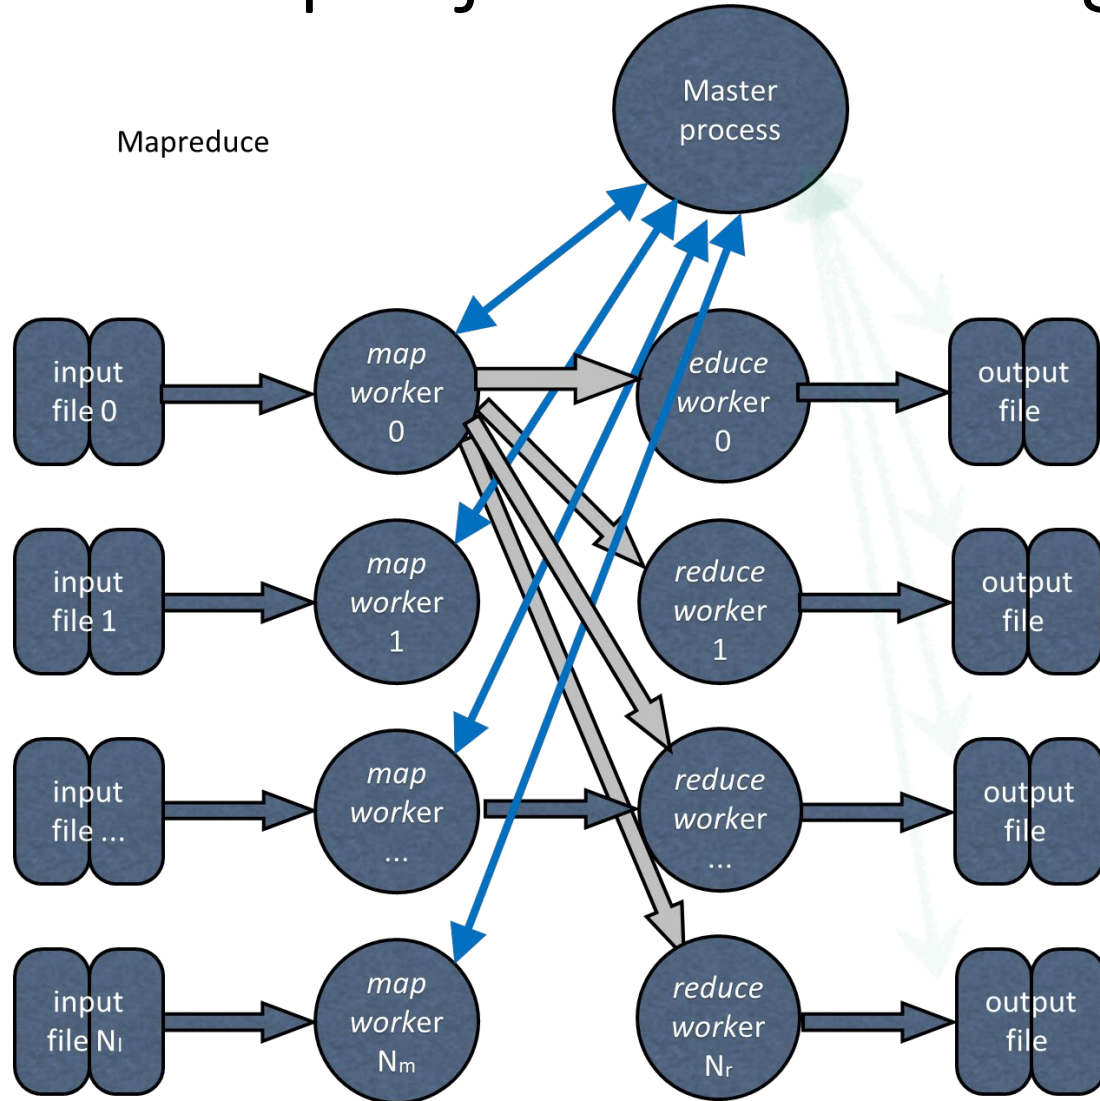 Master
process
Mapreduce
input
file 0
map
worker
0
educe
worker
0
output
file
input
file 1
map
worker
1
reduce
worker
1
output
file
input
file ...
map
worker
...
reduce
worker
...
output
file
input
file Nı
map
worker
Nm
reduce
worker
Nr
output
file